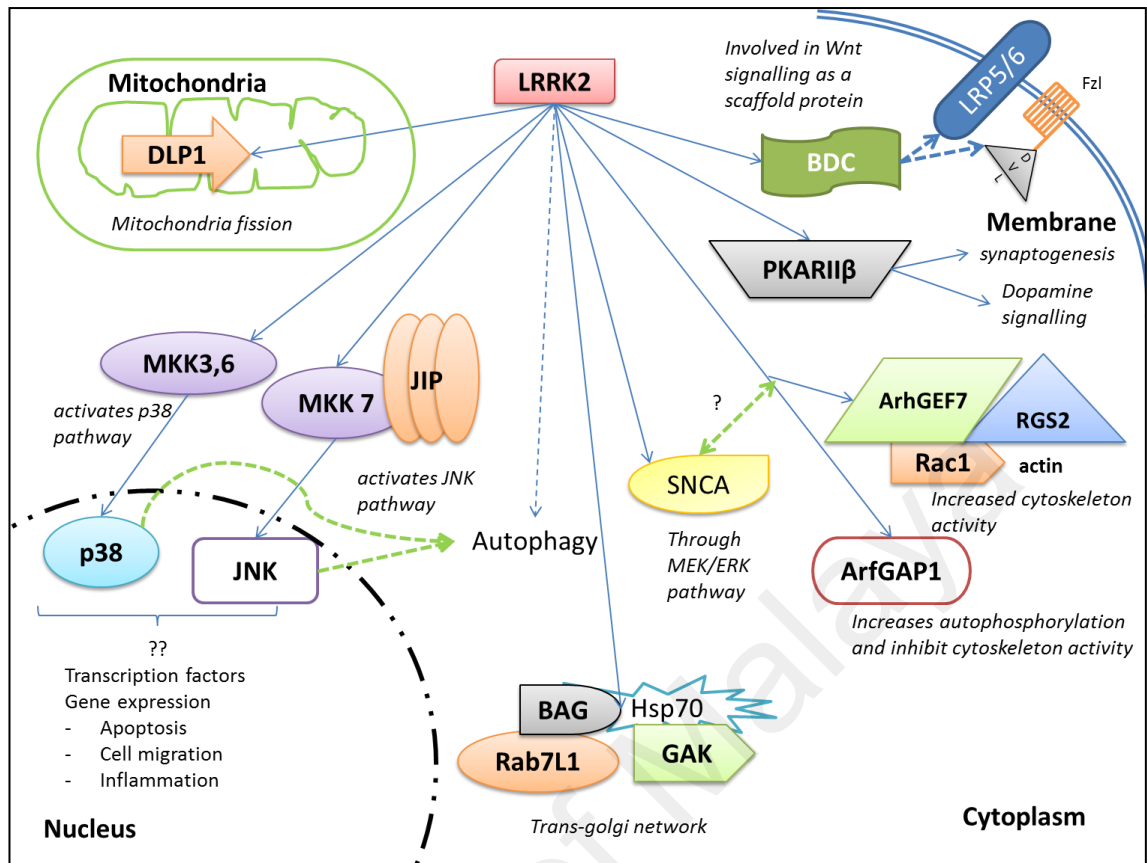 Mitochondria
DLP1
Mitochondria fission
LRRK2
Involved in Wnt
signalling as a
scaffold protein
BDC
LRP5/6
Fzl
DVL
Membrane
PKARIIβ
synaptogenesis
Dopamine
signalling
MKK3,6
activates p38
pathway
MKK 7
JIP
activates JNK
pathway
p38
JNK
??
Transcription factors
Gene expression
- Apoptosis
- Cell migration
- Inflammation
Nucleus
Autophagy
?
SNCA
Through
MEK/ERK
pathway
ArhGEF7
RGS2
Rac1
actin
Increased cytoskeleton
activity
ArfGAP1
Increases autophosphorylation
and inhibit cytoskeleton activity
BAG
Hsp70
Rab7L1
GAK
Trans-golgi network
Cytoplasm
of Malaya